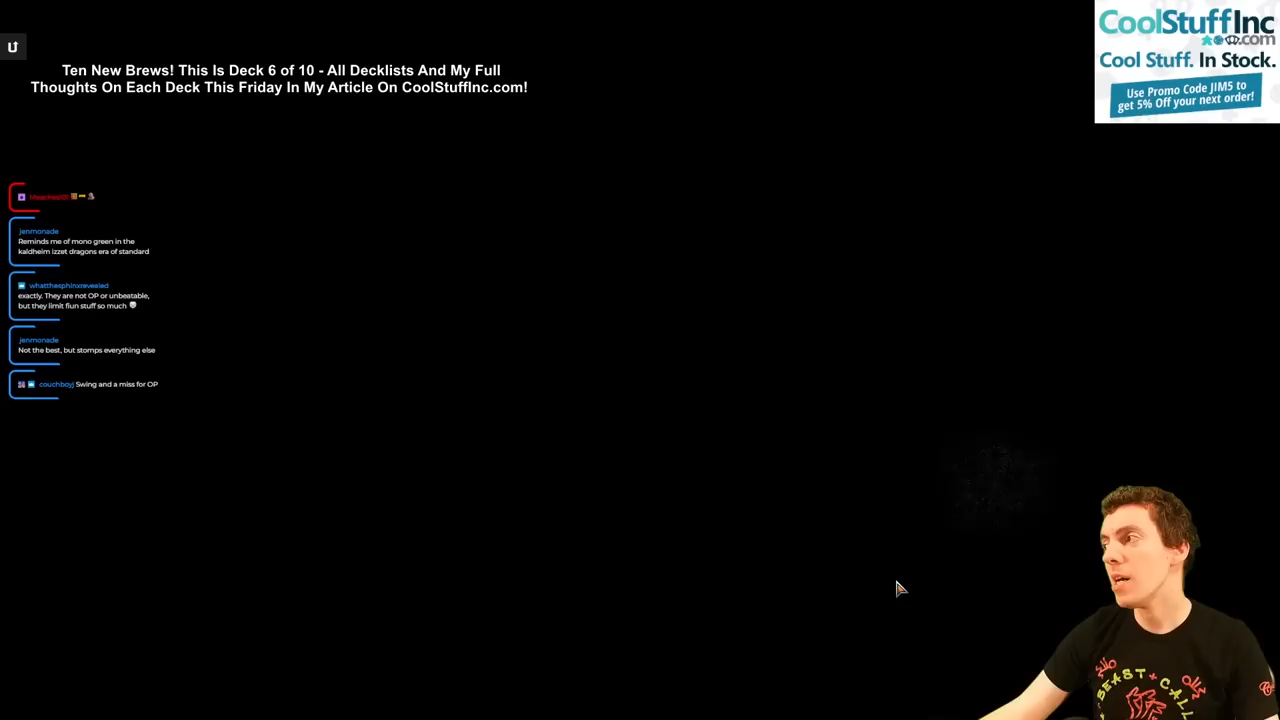 CoolStuffInc
.com
Cool Stuff. In Stock.
Use Promo Code JIM5 to
get 5% Off your next order!
Ten New Brews! This Is Deck 6 of 10 - All Decklists And My Full
Thoughts On Each Deck This Friday In My Article On CoolStuffInc.com!
jenmonade
Reminds me of mono green in the
kaldheim izzet dragons era of standard
whatthesphinxrevealed
exactly. They are not OP or unbeatable,
but they limit fiun stuff so much
jenmonade
Not the best, but stomps everything else
couchboyj Swing and a miss for OP
BEAST + CALL